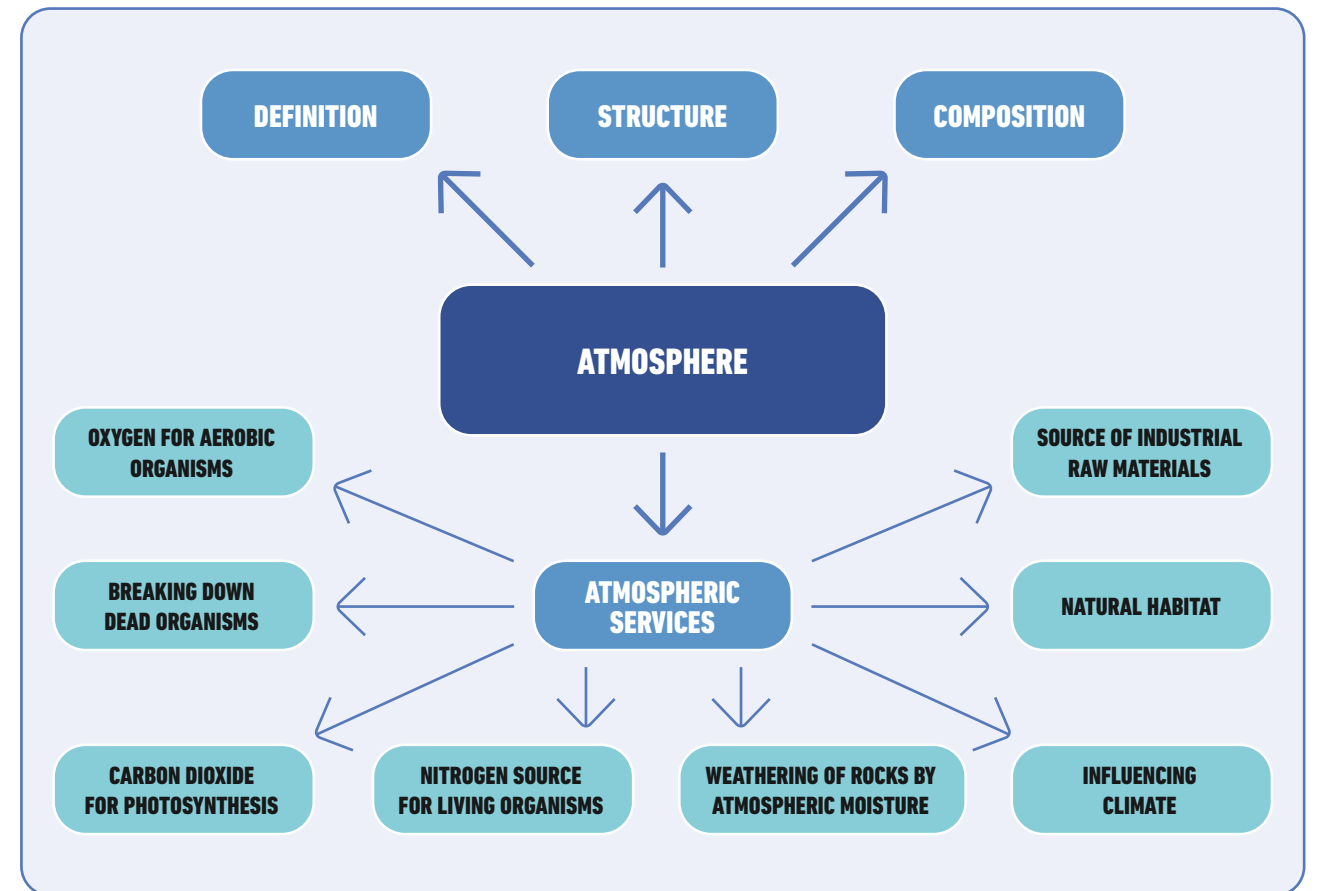 DEFINITION
STRUCTURE
COMPOSITION
ATMOSPHERE
OXYGEN FOR AEROBIC
ORGANISMS
SOURCE OF INDUSTRIAL
RAW MATERIALS
BREAKING DOWN
DEAD ORGANISMS
ATMOSPHERIC
SERVICES
NATURAL HABITAT
CARBON DIOXIDE
FOR PHOTOSYNTHESIS
NITROGEN SOURCE
FOR LIVING ORGANISMS
WEATHERING OF ROCKS BY
ATMOSPHERIC MOISTURE
INFLUENCING
CLIMATE